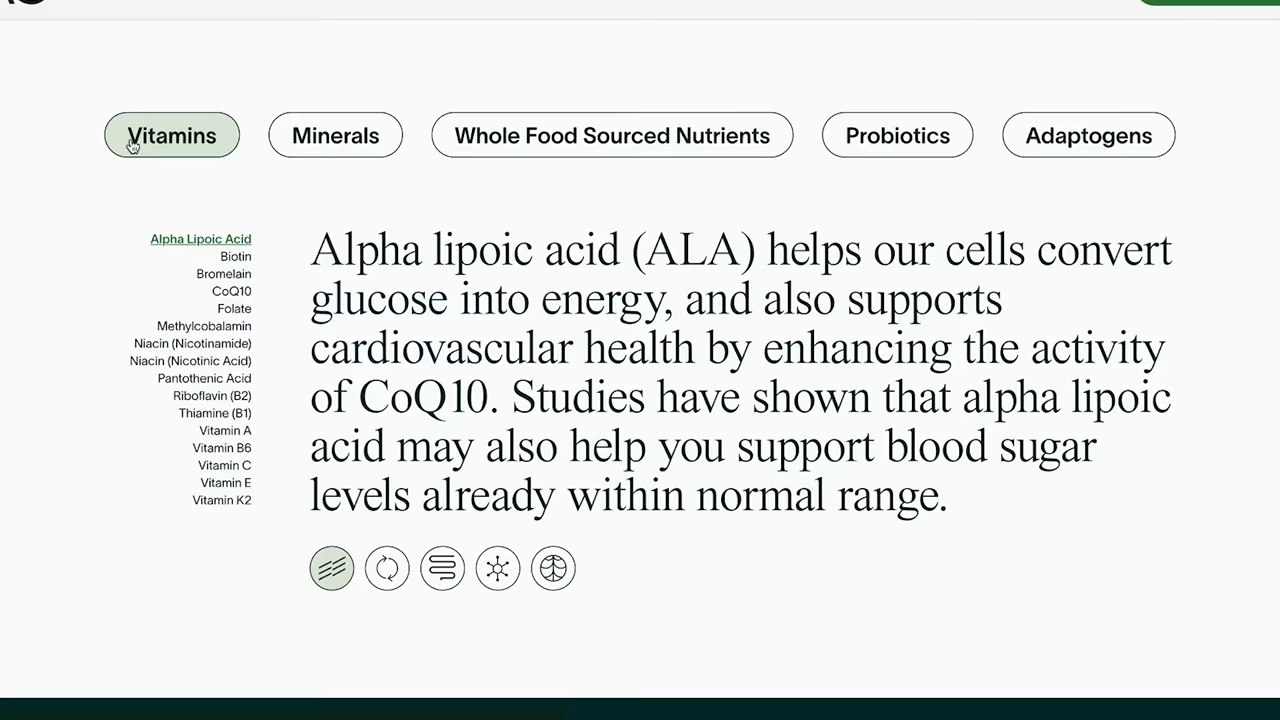 Vitamins
Minerals
Whole Food Sourced Nutrients
Probiotics
Adaptogens
Alpha Lipoic Acid
Biotin
Bromelain
CoQ10
Folate
Methylcobalamin
Niacin (Nicotinamide)
Niacin (Nicotinic Acid)
Pantothenic Acid
Riboflavin (B2)
Thiamine (B1)
Vitamin A
Vitamin B6
Vitamin C
Vitamin E
Vitamin K2
Alpha lipoic acid (ALA) helps our cells convert
glucose into energy, and also supports
cardiovascular health by enhancing the activity
of CoQ10. Studies have shown that alpha lipoic
acid may also help you support blood sugar
levels already within normal range.